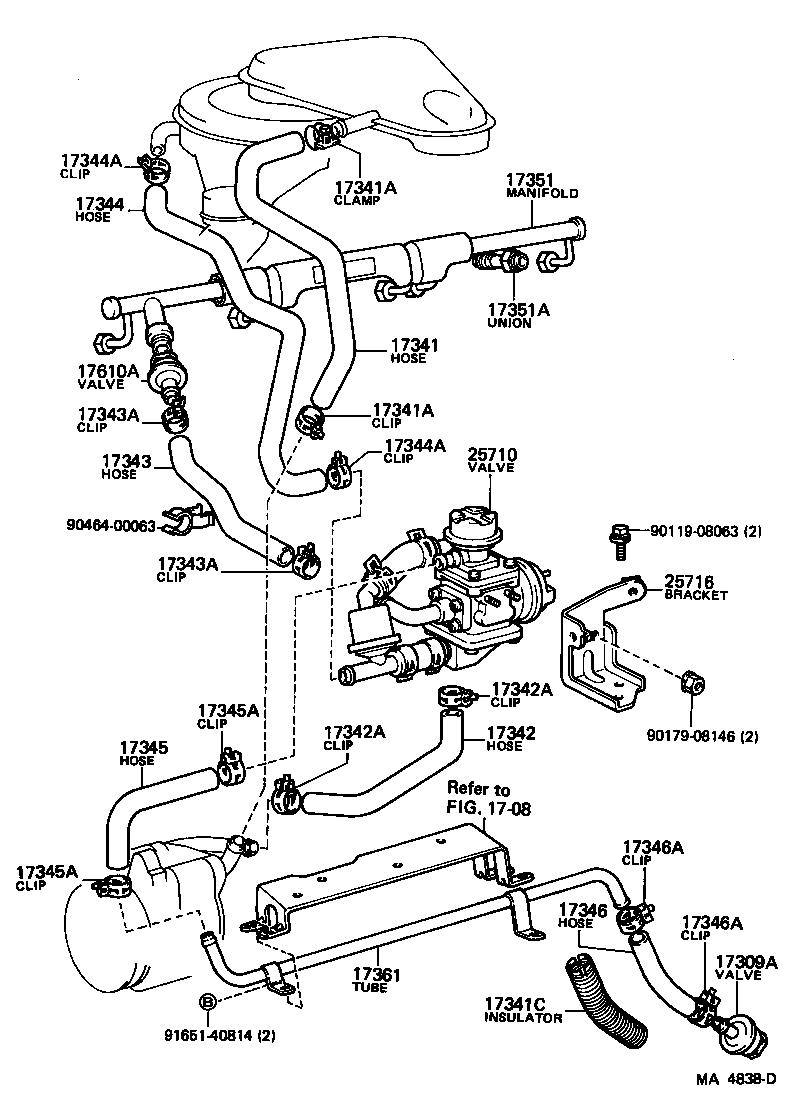 17344A
CLIP
17344
HOSE
17341A
CLAMP
17351
MANIFOLD
17351A
UNION
17341
HOSE
17610A
VALVE
17343A
CLIP
17341A
CLIP
17343
HOSE
17344A
CLIP
25710
VALVE
90464-00063
90119-08063 (2)
17343A
CLIP
25716
BRACKET
17342A
CLIP
17345A
CLIP
17342A
CLIP
17342
HOSE
90179-08146 (2)
17345
HOSE
Refer to
FIG. 17-08
17345A
CLIP
17346A
CLIP
17346
HOSE
17346A
CLIP
17361
TUBE
17309A
VALVE
17341C
INSULATOR
B
91651-40814 (2)
MA 4838-D